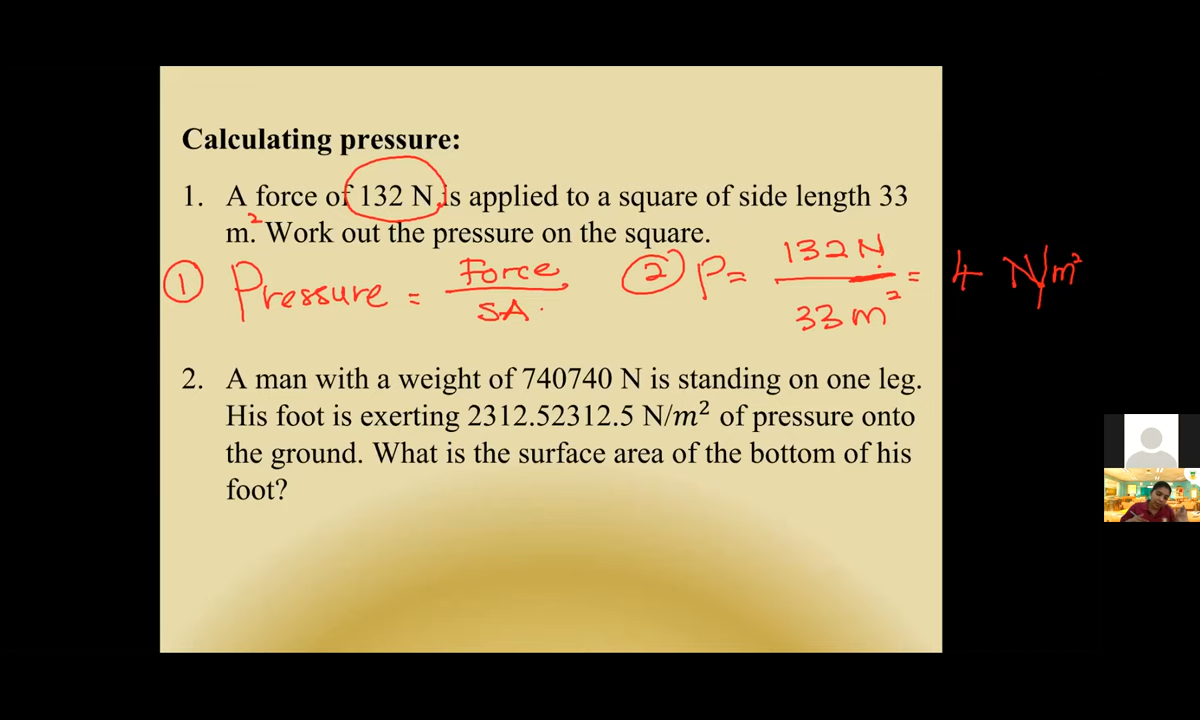 Calculating pressure:
1. A force of 132 N is applied to a square of side length 33
m.² Work out the pressure on the square.
① Pressure = Force / SA. ② P = 132N / 33m² = 4 N/m²
2. A man with a weight of 740740 N is standing on one leg.
His foot is exerting 2312.52312.5 N/m² of pressure onto
the ground. What is the surface area of the bottom of his
foot?